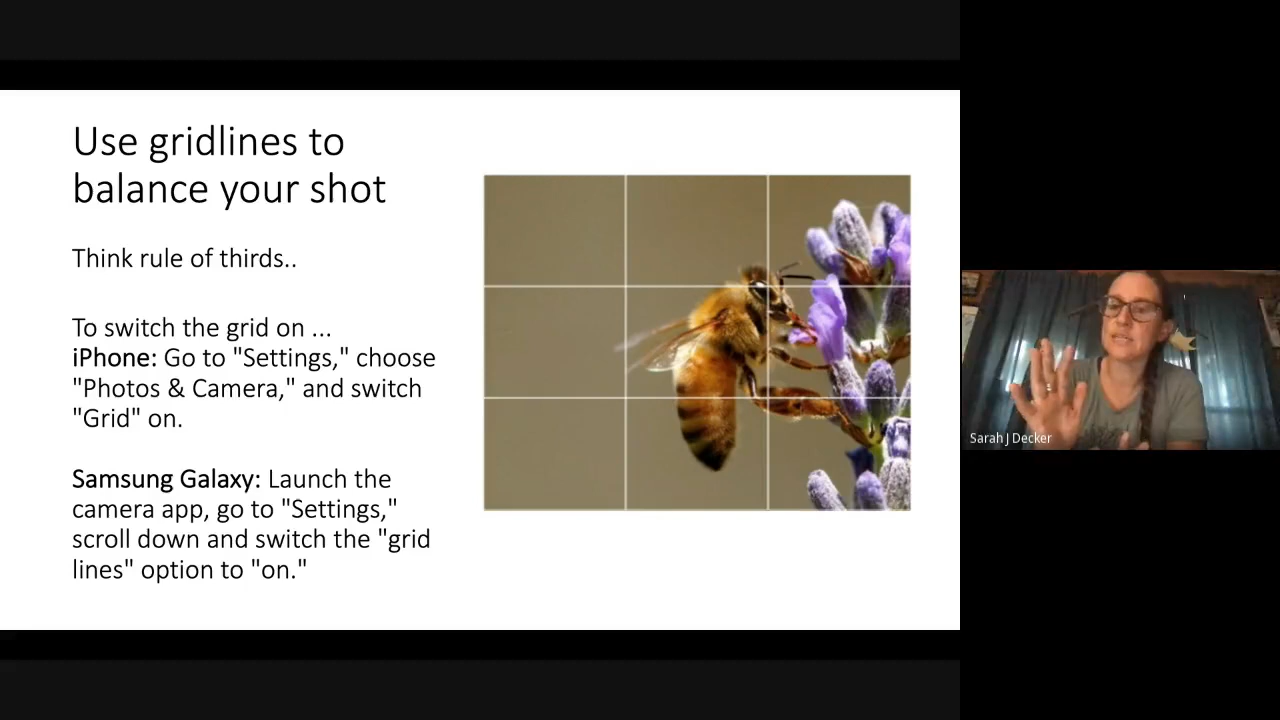 Use gridlines to
balance your shot
Think rule of thirds..
To switch the grid on ...
iPhone: Go to "Settings," choose
"Photos & Camera," and switch
"Grid" on.
Samsung Galaxy: Launch the
camera app, go to "Settings,"
scroll down and switch the "grid
lines" option to "on."
Sarah J Decker